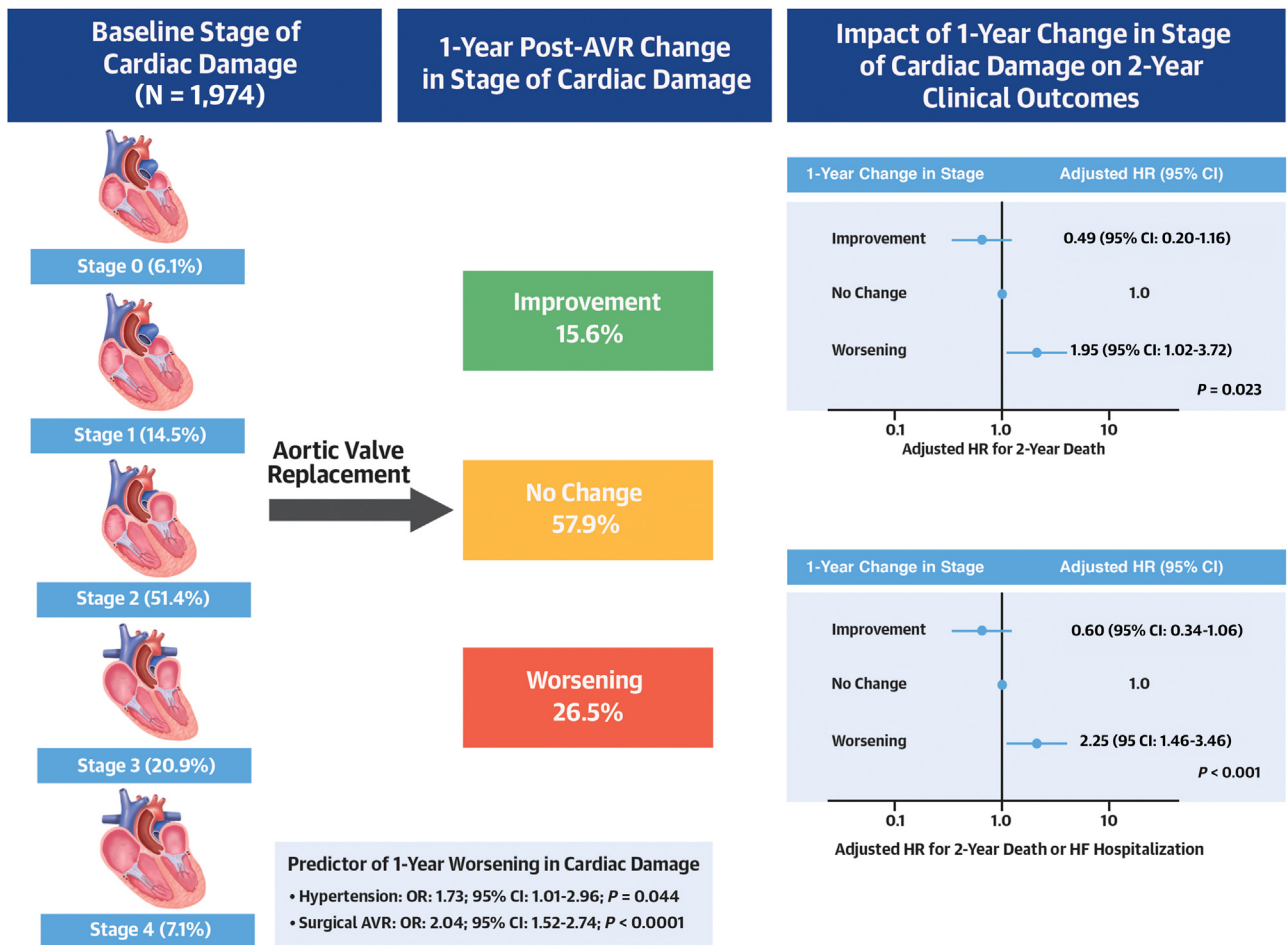 Baseline Stage of
Cardiac Damage
(N = 1,974)
Stage 0 (6.1%)
Stage 1 (14.5%)
Stage 2 (51.4%)
Stage 3 (20.9%)
Stage 4 (7.1%)
Aortic Valve
Replacement
1-Year Post-AVR Change
in Stage of Cardiac Damage
Improvement
15.6%
No Change
57.9%
Worsening
26.5%
Predictor of 1-Year Worsening in Cardiac Damage
• Hypertension: OR: 1.73; 95% CI: 1.01-2.96; P = 0.044
• Surgical AVR: OR: 2.04; 95% CI: 1.52-2.74; P < 0.0001
Impact of 1-Year Change in Stage
of Cardiac Damage on 2-Year
Clinical Outcomes
1-Year Change in Stage Adjusted HR (95% CI)
Improvement 0.49 (95% CI: 0.20-1.16)
No Change 1.0
Worsening 1.95 (95% CI: 1.02-3.72)
P = 0.023
0.1 1.0 10
Adjusted HR for 2-Year Death
1-Year Change in Stage Adjusted HR (95% CI)
Improvement 0.60 (95% CI: 0.34-1.06)
No Change 1.0
Worsening 2.25 (95 CI: 1.46-3.46)
P < 0.001
0.1 1.0 10
Adjusted HR for 2-Year Death or HF Hospitalization